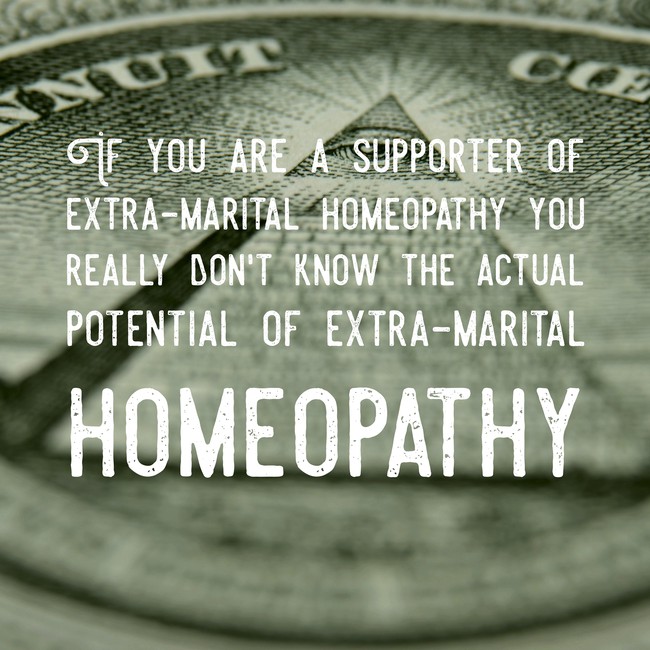 NNUIT CŒ
IF YOU ARE A SUPPORTER OF
EXTRA-MARITAL HOMEOPATHY YOU
REALLY DON'T KNOW THE ACTUAL
POTENTIAL OF EXTRA-MARITAL
HOMEOPATHY